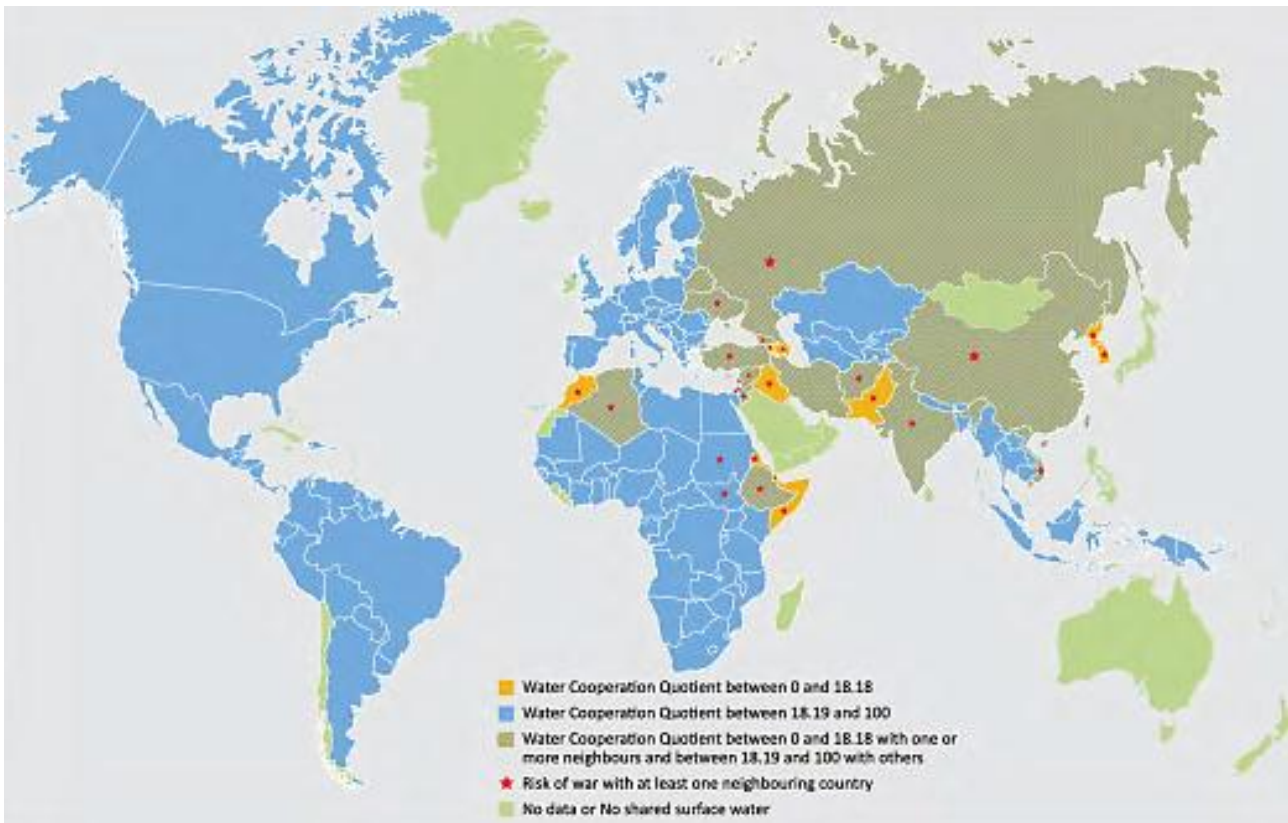 Water Cooperation Quotient between 0 and 18.18
Water Cooperation Quotient between 18.19 and 100
Water Cooperation Quotient between 0 and 18.18 with one or
more neighbours and between 18.19 and 100 with others
Risk of war with at least one neighbouring country
No data or No shared surface water